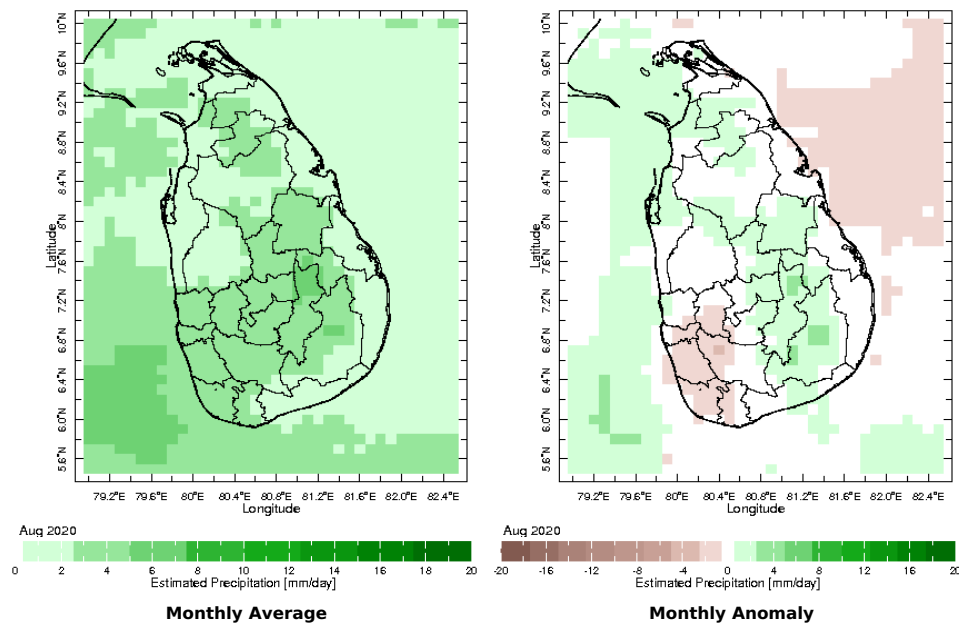 10°N
9.6°N
9.2°N
8.8°N
8.4°N
8°N
7.6°N
7.2°N
6.8°N
6.4°N
6.0°N
5.6°N
Latitude
79.2°E 79.6°E 80°E 80.4°E 80.8°E 81.2°E 81.6°E 82.0°E 82.4°E
Longitude
Aug 2020
0 2 4 6 8 10 12 14 16 18 20
Estimated Precipitation [mm/day]
Monthly Average
10°N
9.6°N
9.2°N
8.8°N
8.4°N
8°N
7.6°N
7.2°N
6.8°N
6.4°N
6.0°N
5.6°N
Latitude
79.2°E 79.6°E 80°E 80.4°E 80.8°E 81.2°E 81.6°E 82.0°E 82.4°E
Longitude
Aug 2020
-20 -16 -12 -8 -4 0 4 8 12 16 20
Estimated Precipitation [mm/day]
Monthly Anomaly